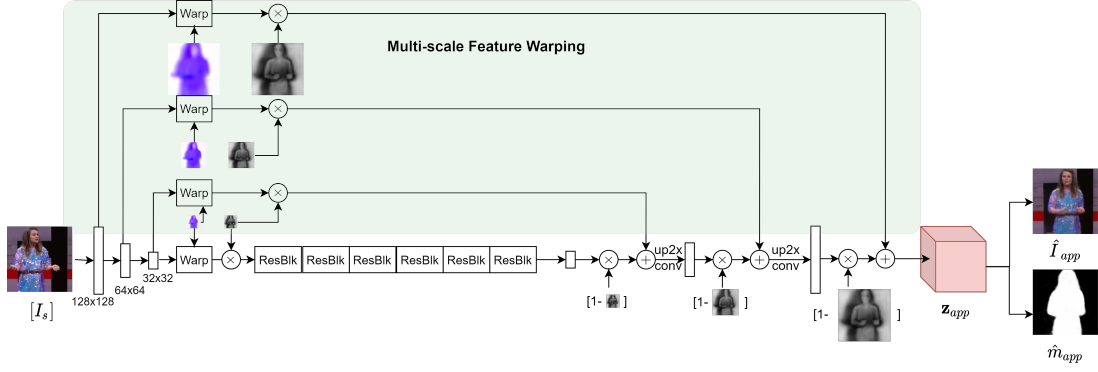 Multi-scale Feature Warping
Warp
×
Warp
×
Warp
×
Warp
×
ResBlk
ResBlk
ResBlk
ResBlk
ResBlk
ResBlk
×
+
up2x
conv
×
+
up2x
conv
×
+
128x128
64x64
32x32
[1- ]
[1- ]
[1- ]
[I_s]
z_app
Î_app
m̂_app